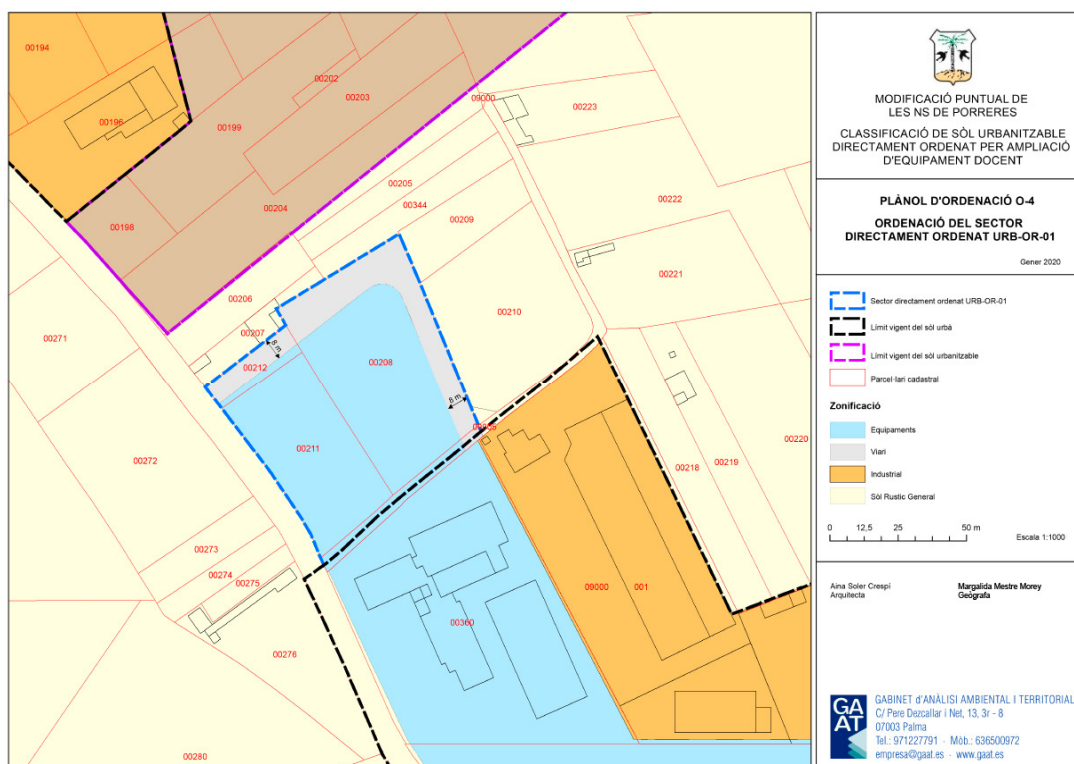 00194
00196
00202
00203
00199
09000
00223
00205
00344
00209
00204
00198
00222
00221
00206
00207
8 m
00212
00208
00210
00271
8 m
00211
00272
00218
00219
00220
00273
00274
00275
00276
00280
00360
09000
001
MODIFICACIÓ PUNTUAL DE
LES NS DE PORRERES
CLASSIFICACIÓ DE SÒL URBANITZABLE
DIRECTAMENT ORDENAT PER AMPLIACIÓ
D'EQUIPAMENT DOCENT
PLÀNOL D'ORDENACIÓ O-4
ORDENACIÓ DEL SECTOR
DIRECTAMENT ORDENAT URB-OR-01
Gener 2020
Sector directament ordenat URB-OR-01
Límit vigent del sòl urbà
Límit vigent del sòl urbanitzable
Parcel·lari cadastral
Zonificació
Equipaments
Viari
Industrial
Sòl Rustic General
0 12,5 25 50 m
Escala 1:1000
Aina Soler Crespí Margalida Mestre Morey
Arquitecta Geògrafa
GA
AT
GABINET d'ANÀLISI AMBIENTAL I TERRITORIAL
C/ Pere Dezcallar i Net, 13, 3r - 8
07003 Palma
Tel.: 971227791 · Mòb.: 636500972
empresa@gaat.es · www.gaat.es